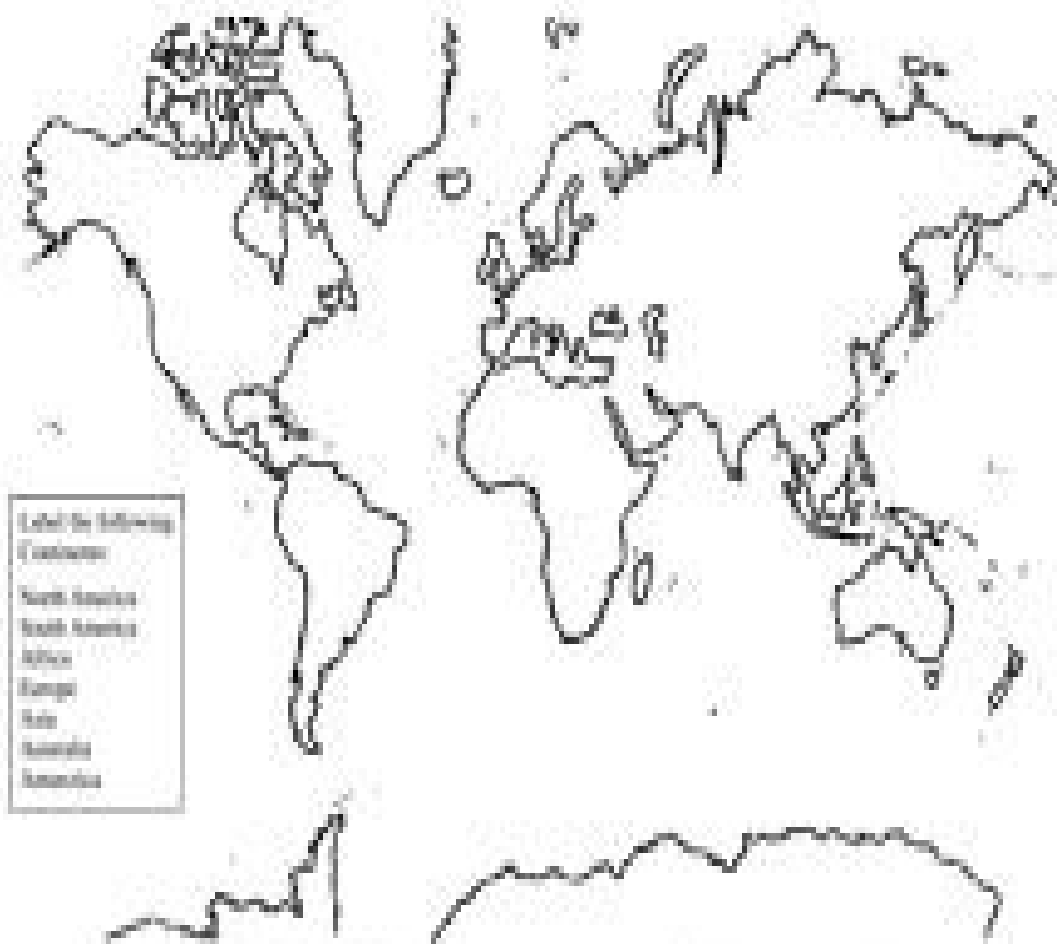 Label the following
Continents
North America
South America
Africa
Europe
Asia
Australia
Antarctica